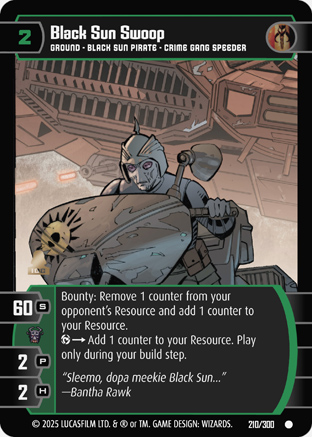 2
Black Sun Swoop
GROUND • BLACK SUN PIRATE • CRIME GANG SPEEDER
60 S
2 P
2 H
Bounty: Remove 1 counter from your
opponent's Resource and add 1 counter to
your Resource.
→ Add 1 counter to your Resource. Play
only during your build step.
"Sleemo, dopa meekie Black Sun..."
—Bantha Rawk
© 2025 LUCASFILM LTD. & ® or TM. GAME DESIGN: WIZARDS.
210/300